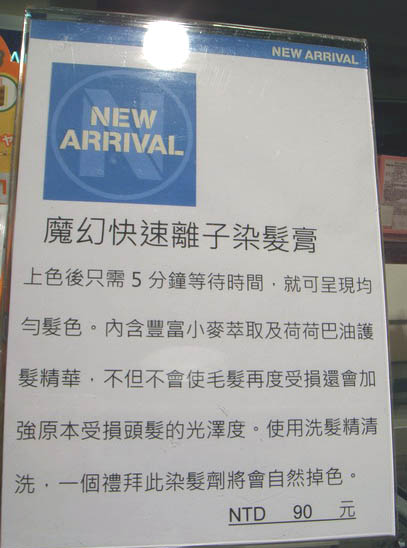 NEW ARRIVAL
NEW
ARRIVAL
魔幻快速離子染髮膏
上色後只需 5 分鐘等待時間，就可呈現均
勻髮色。內含豐富小麥萃取及荷荷巴油護
髮精華，不但不會使毛髮再度受損還會加
強原本受損頭髮的光澤度。使用洗髮精清
洗，一個禮拜此染髮劑將會自然掉色。
NTD 90 元